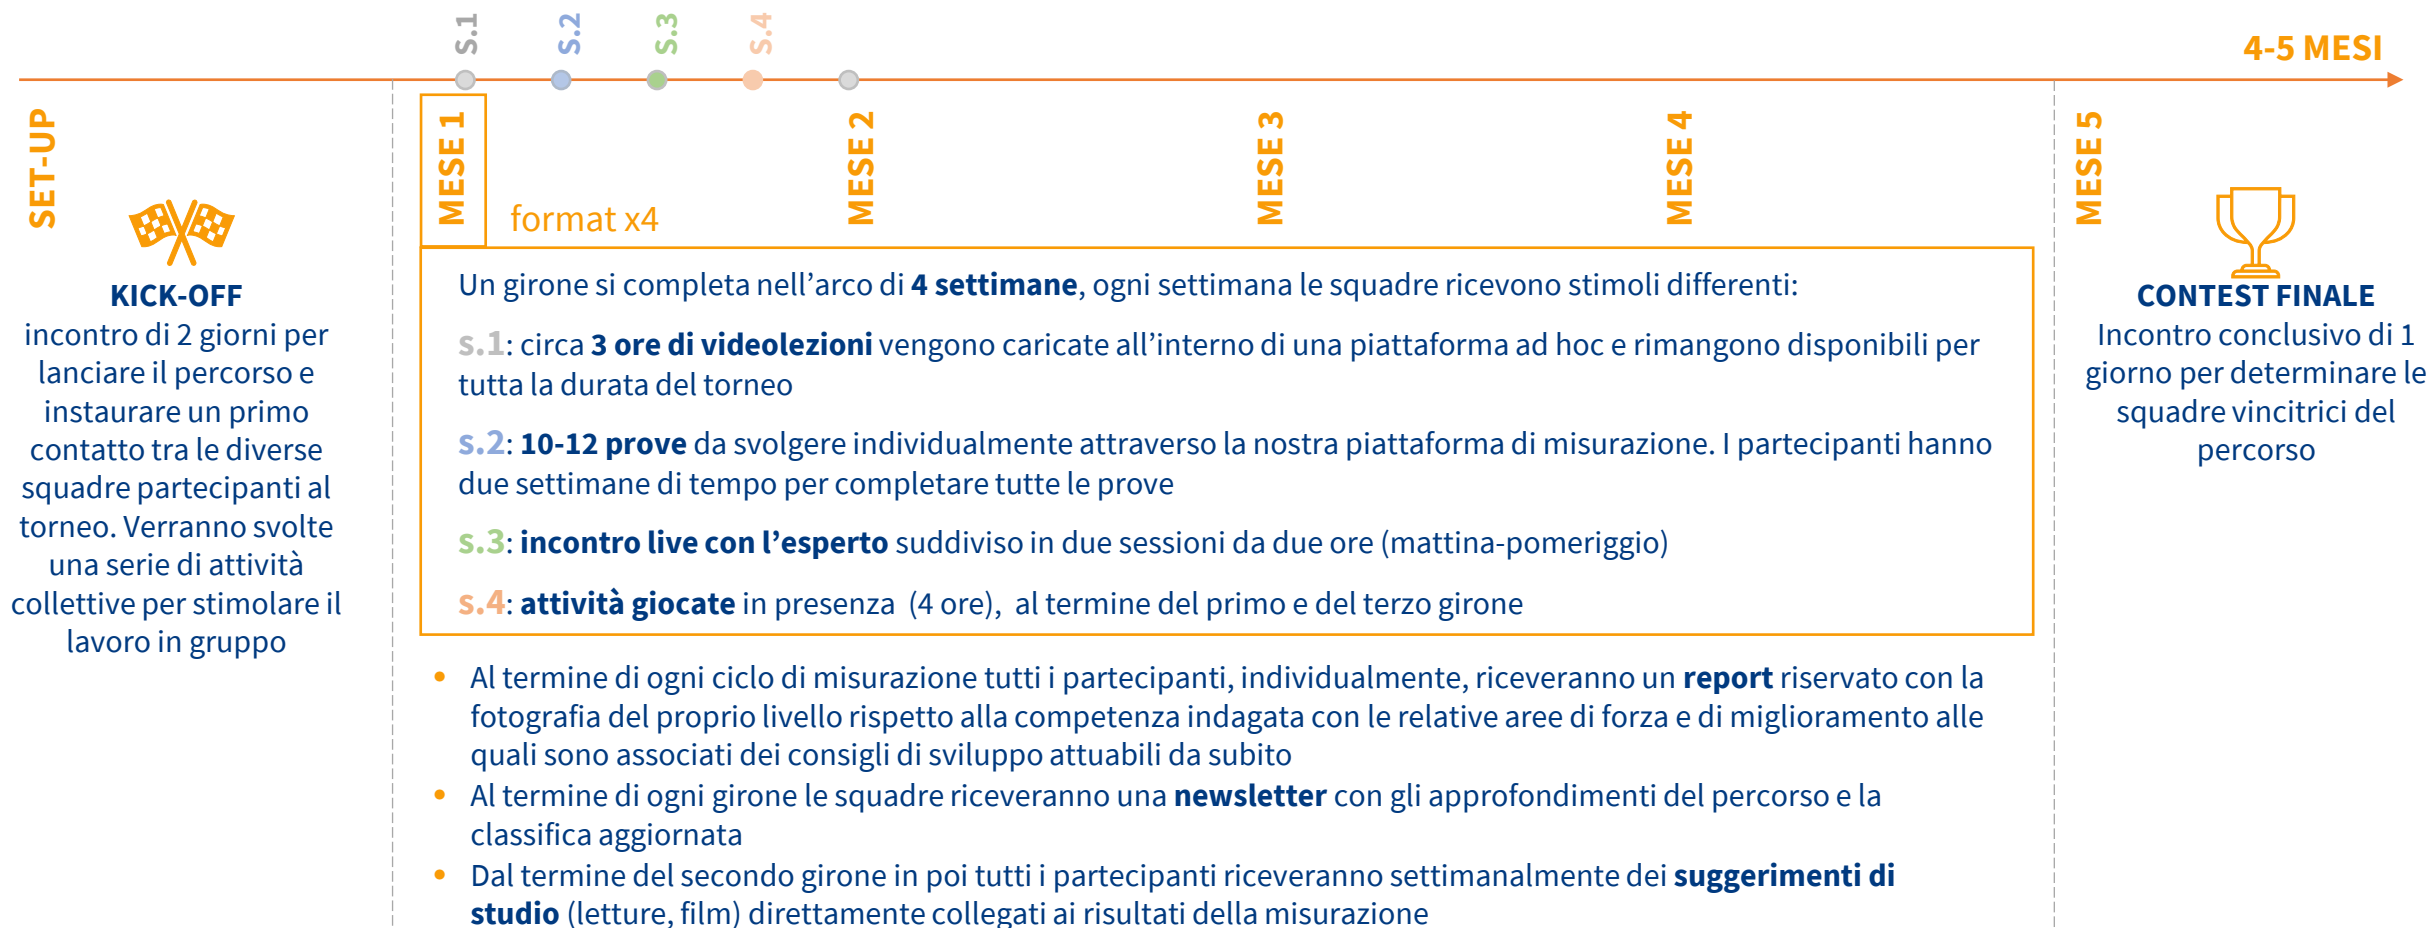 S.1
S.2
S.3
S.4
4-5 MESI
SET-UP
MESE 1
MESE 2
MESE 3
MESE 4
MESE 5
format x4
KICK-OFF
incontro di 2 giorni per
lanciare il percorso e
instaurare un primo
contatto tra le diverse
squadre partecipanti al
torneo. Verranno svolte
una serie di attività
collettive per stimolare il
lavoro in gruppo
Un girone si completa nell’arco di 4 settimane, ogni settimana le squadre ricevono stimoli differenti:
s.1: circa 3 ore di videolezioni vengono caricate all’interno di una piattaforma ad hoc e rimangono disponibili per
tutta la durata del torneo
s.2: 10-12 prove da svolgere individualmente attraverso la nostra piattaforma di misurazione. I partecipanti hanno
due settimane di tempo per completare tutte le prove
s.3: incontro live con l’esperto suddiviso in due sessioni da due ore (mattina-pomeriggio)
s.4: attività giocate in presenza (4 ore), al termine del primo e del terzo girone
• Al termine di ogni ciclo di misurazione tutti i partecipanti, individualmente, riceveranno un report riservato con la
fotografia del proprio livello rispetto alla competenza indagata con le relative aree di forza e di miglioramento alle
quali sono associati dei consigli di sviluppo attuabili da subito
• Al termine di ogni girone le squadre riceveranno una newsletter con gli approfondimenti del percorso e la
classifica aggiornata
• Dal termine del secondo girone in poi tutti i partecipanti riceveranno settimanalmente dei suggerimenti di
studio (letture, film) direttamente collegati ai risultati della misurazione
CONTEST FINALE
Incontro conclusivo di 1
giorno per determinare le
squadre vincitrici del
percorso